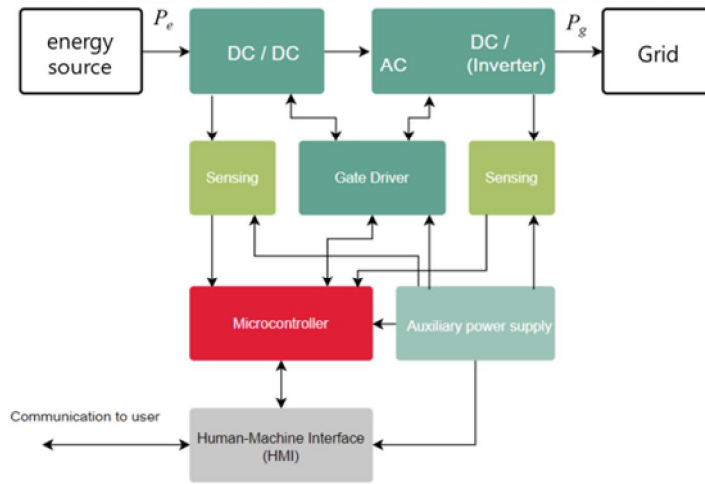 P_e
P_g
energy
source
DC / DC
DC /
AC (Inverter)
Grid
Sensing
Gate Driver
Sensing
Microcontroller
Auxiliary power supply
Communication to user
Human-Machine Interface
(HMI)